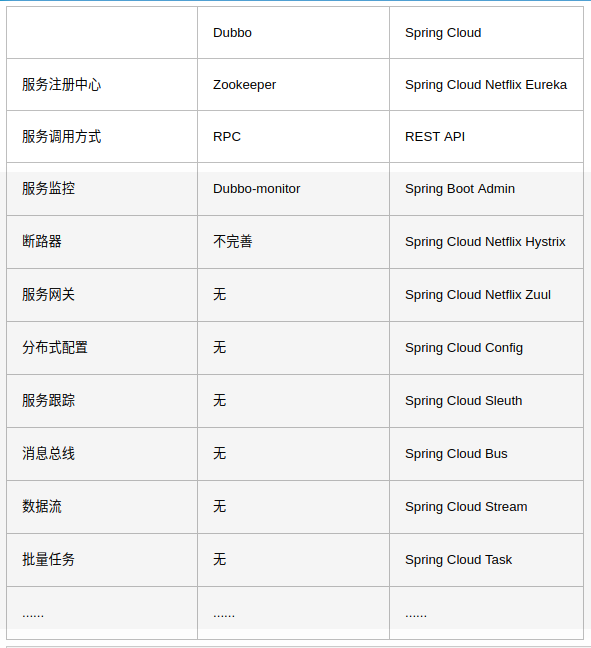 Dubbo Spring Cloud
服务注册中心 Zookeeper Spring Cloud Netflix Eureka
服务调用方式 RPC REST API
服务监控 Dubbo-monitor Spring Boot Admin
断路器 不完善 Spring Cloud Netflix Hystrix
服务网关 无 Spring Cloud Netflix Zuul
分布式配置 无 Spring Cloud Config
服务跟踪 无 Spring Cloud Sleuth
消息总线 无 Spring Cloud Bus
数据流 无 Spring Cloud Stream
批量任务 无 Spring Cloud Task
...... ...... ......